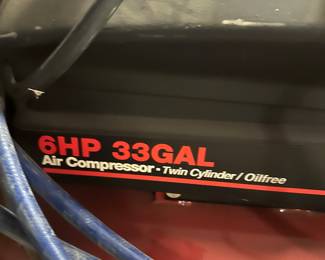 6HP 33GAL
Air Compressor - Twin Cylinder / Oilfree